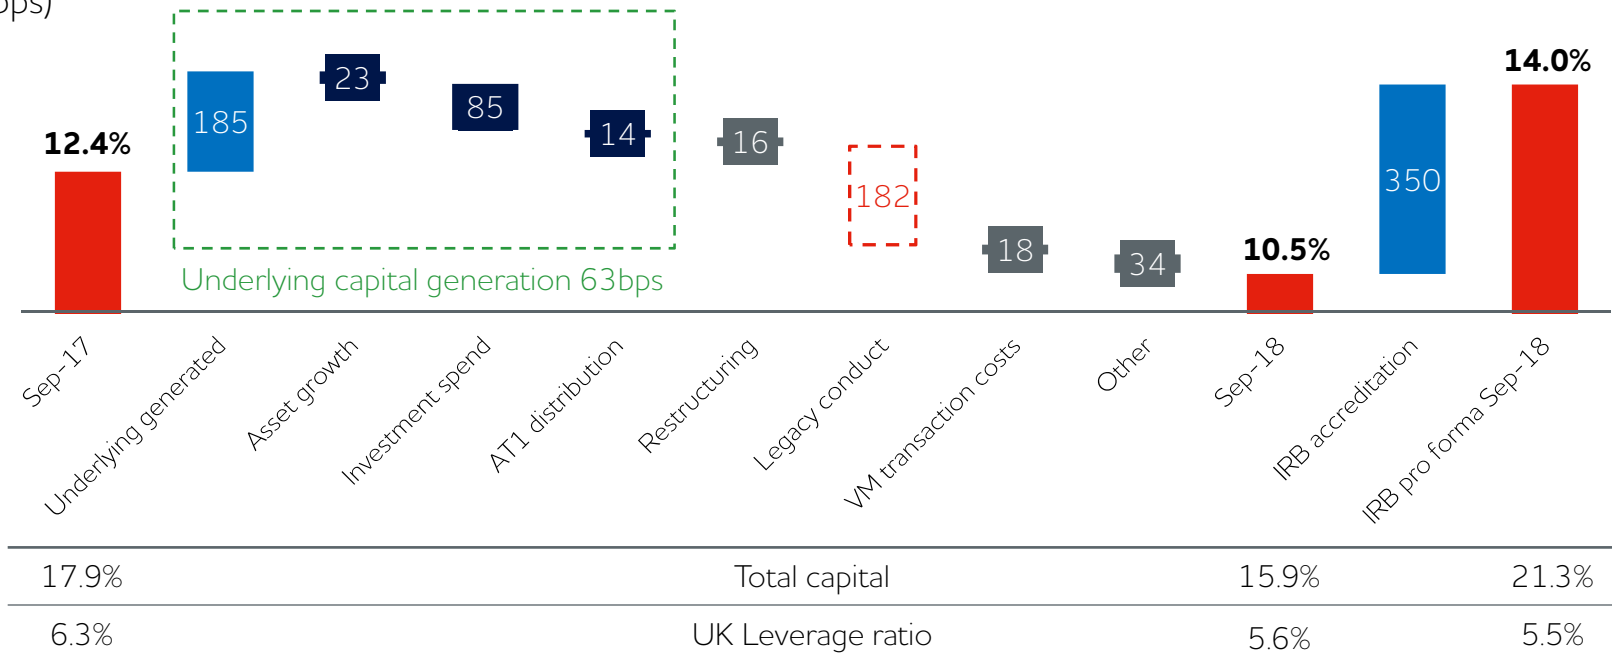 bps)
185
23
85
14
16
182
18
34
350
12.4%
10.5%
14.0%
Underlying capital generation 63bps
Sep-17
Underlying generated
Asset growth
Investment spend
AT1 distribution
Restructuring
Legacy conduct
VM transaction costs
Other
Sep-18
IRB accreditation
IRB pro forma Sep-18
17.9% Total capital 15.9% 21.3%
6.3% UK Leverage ratio 5.6% 5.5%